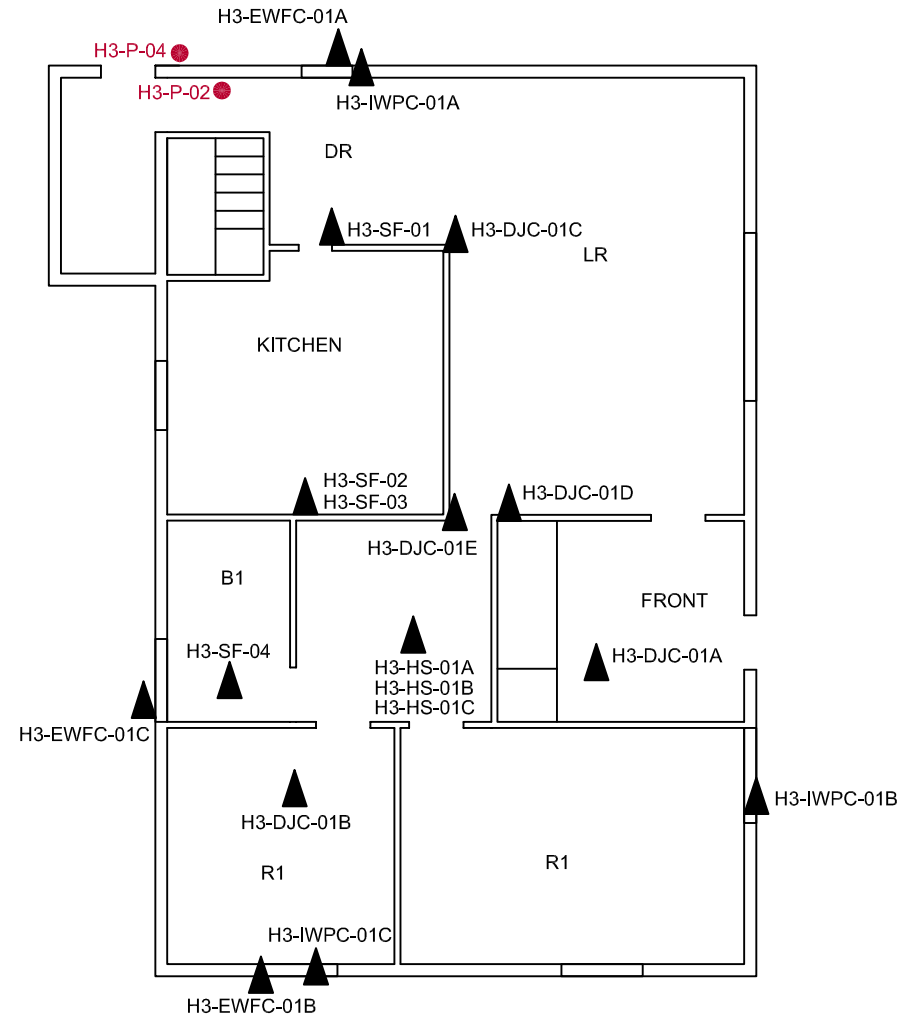 H3-EWFC-01A
H3-P-04
H3-P-02
H3-IWPC-01A
DR
H3-SF-01
H3-DJC-01C
LR
KITCHEN
H3-SF-02
H3-SF-03
H3-DJC-01D
H3-DJC-01E
B1
FRONT
H3-SF-04
H3-DJC-01A
H3-HS-01A
H3-HS-01B
H3-HS-01C
H3-EWFC-01C
H3-IWPC-01B
H3-DJC-01B
R1
R1
H3-IWPC-01C
H3-EWFC-01B